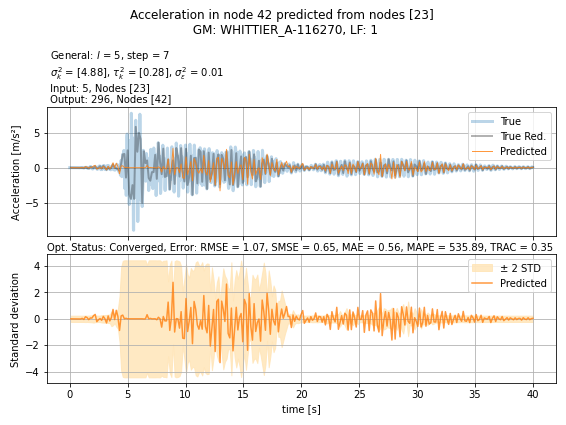 Acceleration in node 42 predicted from nodes [23]
GM: WHITTIER_A-116270, LF: 1
General: l = 5, step = 7
σ²ₖ = [4.88], τ²ₖ = [0.28], σ²ε = 0.01
Input: 5, Nodes [23]
Output: 296, Nodes [42]
True
True Red.
Predicted
Acceleration [m/s²]
5
0
−5
Opt. Status: Converged, Error: RMSE = 1.07, SMSE = 0.65, MAE = 0.56, MAPE = 535.89, TRAC = 0.35
± 2 STD
Predicted
Standard deviation
4
2
0
−2
−4
0 5 10 15 20 25 30 35 40
time [s]